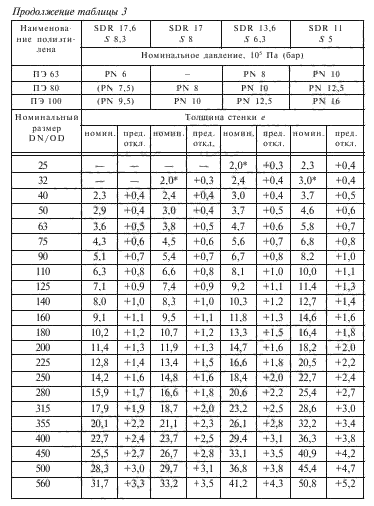 Продолжение таблицы 3
Наименование полиэтилена SDR 17,6 S 8,3 SDR 17 S 8 SDR 13,6 S 6,3 SDR 11 S 5
Номинальное давление, 10⁵ Па (бар)
ПЭ 63 PN 6 – PN 8 PN 10
ПЭ 80 (PN 7,5) PN 8 PN 10 PN 12,5
ПЭ 100 (PN 9,5) PN 10 PN 12,5 PN 16
Номинальный размер DN/OD Толщина стенки e
номин. пред. откл. номин. пред. откл. номин. пред. откл. номин. пред. откл.
25 — — — — 2,0* +0,3 2,3 +0,4
32 — — 2,0* +0,3 2,4 +0,4 3,0* +0,4
40 2,3 +0,4 2,4 +0,4 3,0 +0,4 3,7 +0,5
50 2,9 +0,4 3,0 +0,4 3,7 +0,5 4,6 +0,6
63 3,6 +0,5 3,8 +0,5 4,7 +0,6 5,8 +0,7
75 4,3 +0,6 4,5 +0,6 5,6 +0,7 6,8 +0,8
90 5,1 +0,7 5,4 +0,7 6,7 +0,8 8,2 +1,0
110 6,3 +0,8 6,6 +0,8 8,1 +1,0 10,0 +1,1
125 7,1 +0,9 7,4 +0,9 9,2 +1,1 11,4 +1,3
140 8,0 +1,0 8,3 +1,0 10,3 +1,2 12,7 +1,4
160 9,1 +1,1 9,5 +1,1 11,8 +1,3 14,6 +1,6
180 10,2 +1,2 10,7 +1,2 13,3 +1,5 16,4 +1,8
200 11,4 +1,3 11,9 +1,3 14,7 +1,6 18,2 +2,0
225 12,8 +1,4 13,4 +1,5 16,6 +1,8 20,5 +2,2
250 14,2 +1,6 14,8 +1,6 18,4 +2,0 22,7 +2,4
280 15,9 +1,7 16,6 +1,8 20,6 +2,2 25,4 +2,7
315 17,9 +1,9 18,7 +2,0 23,2 +2,5 28,6 +3,0
355 20,1 +2,2 21,1 +2,3 26,1 +2,8 32,2 +3,4
400 22,7 +2,4 23,7 +2,5 29,4 +3,1 36,3 +3,8
450 25,5 +2,7 26,7 +2,8 33,1 +3,5 40,9 +4,2
500 28,3 +3,0 29,7 +3,1 36,8 +3,8 45,4 +4,7
560 31,7 +3,3 33,2 +3,5 41,2 +4,3 50,8 +5,2